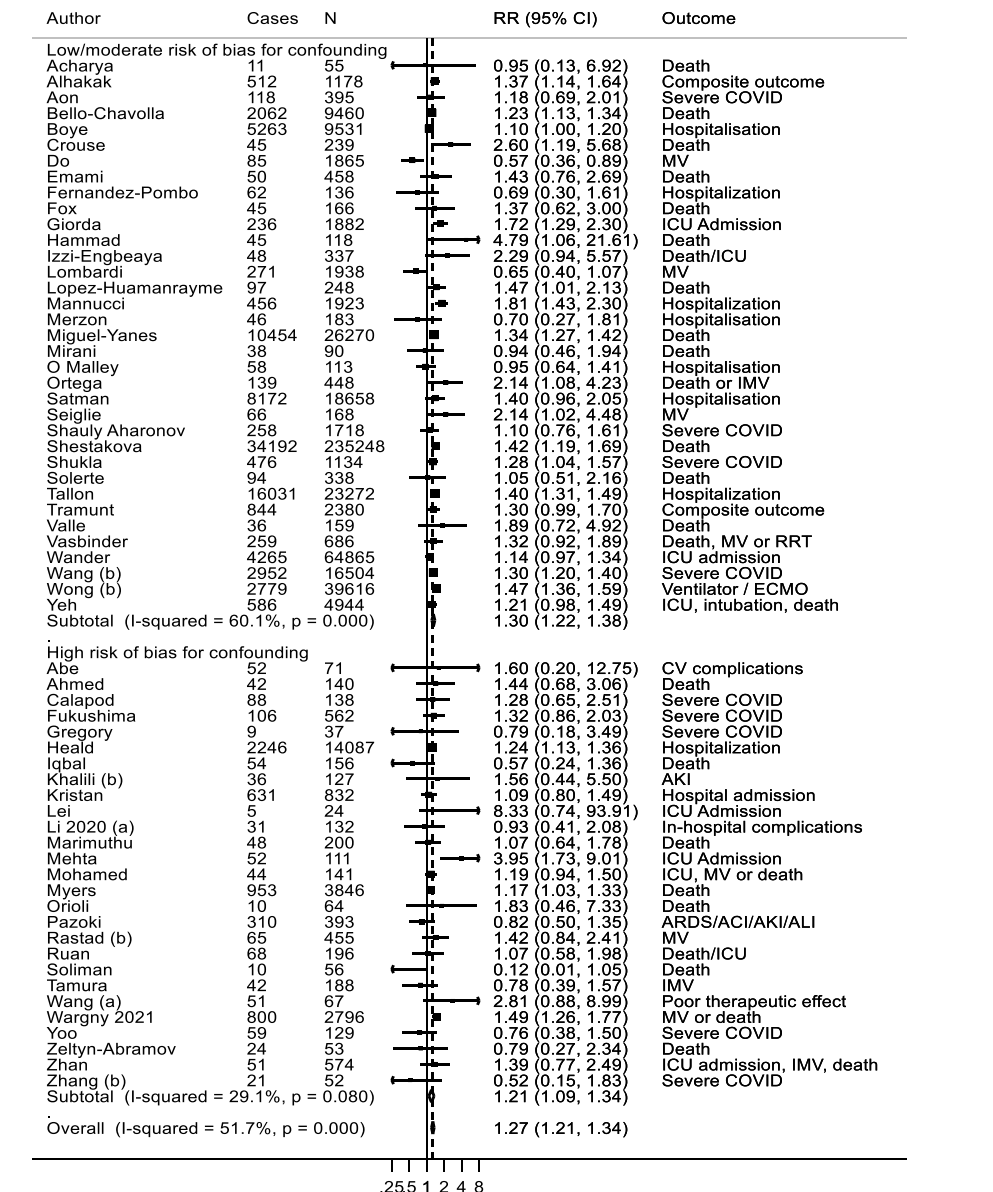 Author Cases N RR (95% CI) Outcome
Low/moderate risk of bias for confounding
Acharya 11 55 0.95 (0.13, 6.92) Death
Alhakak 512 1178 1.37 (1.14, 1.64) Composite outcome
Aon 118 395 1.18 (0.69, 2.01) Severe COVID
Bello-Chavolla 2062 9460 1.23 (1.13, 1.34) Death
Boye 5263 9531 1.10 (1.00, 1.20) Hospitalisation
Crouse 45 239 2.60 (1.19, 5.68) Death
Do 85 1865 0.57 (0.36, 0.89) MV
Emami 50 458 1.43 (0.76, 2.69) Death
Fernandez-Pombo 62 136 0.69 (0.30, 1.61) Hospitalization
Fox 45 166 1.37 (0.62, 3.00) Death
Giorda 236 1882 1.72 (1.29, 2.30) ICU Admission
Hammad 45 118 4.79 (1.06, 21.61) Death
Izzi-Engbeaya 48 337 2.29 (0.94, 5.57) Death/ICU
Lombardi 271 1938 0.65 (0.40, 1.07) MV
Lopez-Huamanrayme 97 248 1.47 (1.01, 2.13) Death
Mannucci 456 1923 1.81 (1.43, 2.30) Hospitalization
Merzon 46 183 0.70 (0.27, 1.81) Hospitalisation
Miguel-Yanes 10454 26270 1.34 (1.27, 1.42) Death
Mirani 38 90 0.94 (0.46, 1.94) Death
O Malley 58 113 0.95 (0.64, 1.41) Hospitalisation
Ortega 139 448 2.14 (1.08, 4.23) Death or IMV
Satman 8172 18658 1.40 (0.96, 2.05) Hospitalisation
Seiglie 66 168 2.14 (1.02, 4.48) MV
Shauly Aharonov 258 1718 1.10 (0.76, 1.61) Severe COVID
Shestakova 34192 235248 1.42 (1.19, 1.69) Death
Shukla 476 1134 1.28 (1.04, 1.57) Severe COVID
Solerte 94 338 1.05 (0.51, 2.16) Death
Tallon 16031 23272 1.40 (1.31, 1.49) Hospitalization
Tramunt 844 2380 1.30 (0.99, 1.70) Composite outcome
Valle 36 159 1.89 (0.72, 4.92) Death
Vasbinder 259 686 1.32 (0.92, 1.89) Death, MV or RRT
Wander 4265 64865 1.14 (0.97, 1.34) ICU admission
Wang (b) 2952 16504 1.30 (1.20, 1.40) Severe COVID
Wong (b) 2779 39616 1.47 (1.36, 1.59) Ventilator / ECMO
Yeh 586 4944 1.21 (0.98, 1.49) ICU, intubation, death
Subtotal (I-squared = 60.1%, p = 0.000) 1.30 (1.22, 1.38)
.
High risk of bias for confounding
Abe 52 71 1.60 (0.20, 12.75) CV complications
Ahmed 42 140 1.44 (0.68, 3.06) Death
Calapod 88 138 1.28 (0.65, 2.51) Severe COVID
Fukushima 106 562 1.32 (0.86, 2.03) Severe COVID
Gregory 9 37 0.79 (0.18, 3.49) Severe COVID
Heald 2246 14087 1.24 (1.13, 1.36) Hospitalization
Iqbal 54 156 0.57 (0.24, 1.36) Death
Khalili (b) 36 127 1.56 (0.44, 5.50) AKI
Kristan 631 832 1.09 (0.80, 1.49) Hospital admission
Lei 5 24 8.33 (0.74, 93.91) ICU Admission
Li 2020 (a) 31 132 0.93 (0.41, 2.08) In-hospital complications
Marimuthu 48 200 1.07 (0.64, 1.78) Death
Mehta 52 111 3.95 (1.73, 9.01) ICU Admission
Mohamed 44 141 1.19 (0.94, 1.50) ICU, MV or death
Myers 953 3846 1.17 (1.03, 1.33) Death
Orioli 10 64 1.83 (0.46, 7.33) Death
Pazoki 310 393 0.82 (0.50, 1.35) ARDS/ACI/AKI/ALI
Rastad (b) 65 455 1.42 (0.84, 2.41) MV
Ruan 68 196 1.07 (0.58, 1.98) Death/ICU
Soliman 10 56 0.12 (0.01, 1.05) Death
Tamura 42 188 0.78 (0.39, 1.57) IMV
Wang (a) 51 67 2.81 (0.88, 8.99) Poor therapeutic effect
Wargny 2021 800 2796 1.49 (1.26, 1.77) MV or death
Yoo 59 129 0.76 (0.38, 1.50) Severe COVID
Zeltyn-Abramov 24 53 0.79 (0.27, 2.34) Death
Zhan 51 574 1.39 (0.77, 2.49) ICU admission, IMV, death
Zhang (b) 21 52 0.52 (0.15, 1.83) Severe COVID
Subtotal (I-squared = 29.1%, p = 0.080) 1.21 (1.09, 1.34)
.
Overall (I-squared = 51.7%, p = 0.000) 1.27 (1.21, 1.34)
.25 .5 1 2 4 8